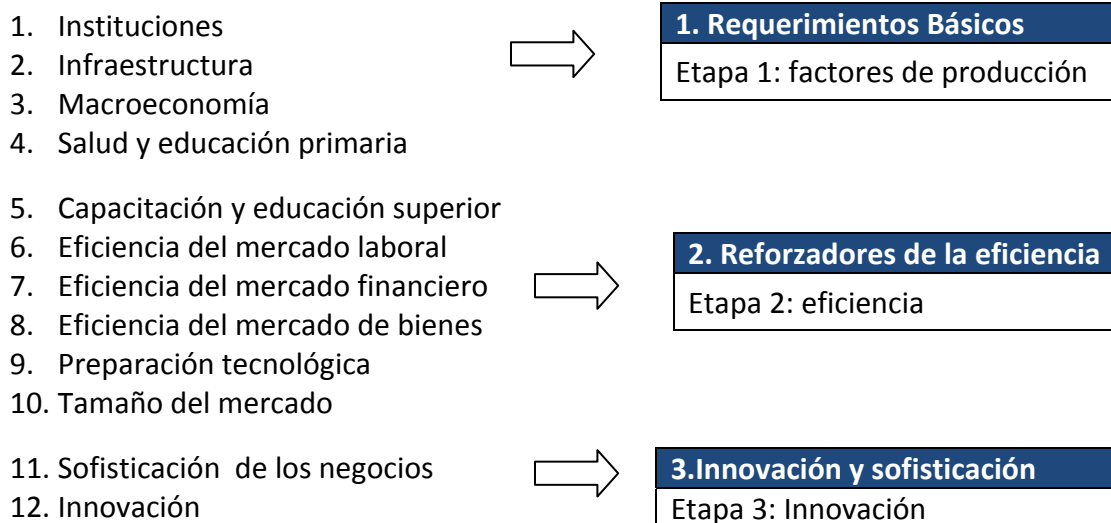 1. Instituciones
2. Infraestructura
3. Macroeconomía
4. Salud y educación primaria
1. Requerimientos Básicos
Etapa 1: factores de producción
5. Capacitación y educación superior
6. Eficiencia del mercado laboral
7. Eficiencia del mercado financiero
8. Eficiencia del mercado de bienes
9. Preparación tecnológica
10. Tamaño del mercado
2. Reforzadores de la eficiencia
Etapa 2: eficiencia
11. Sofisticación de los negocios
12. Innovación
3.Innovación y sofisticación
Etapa 3: Innovación